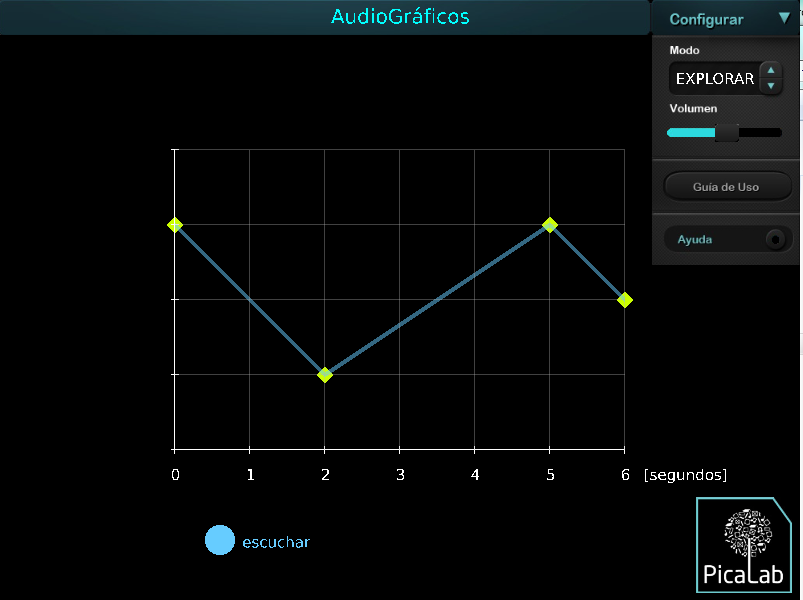 AudioGráficos
Configurar
Modo
EXPLORAR
Volumen
Guía de Uso
Ayuda
0 1 2 3 4 5 6 [segundos]
escuchar
PicaLab